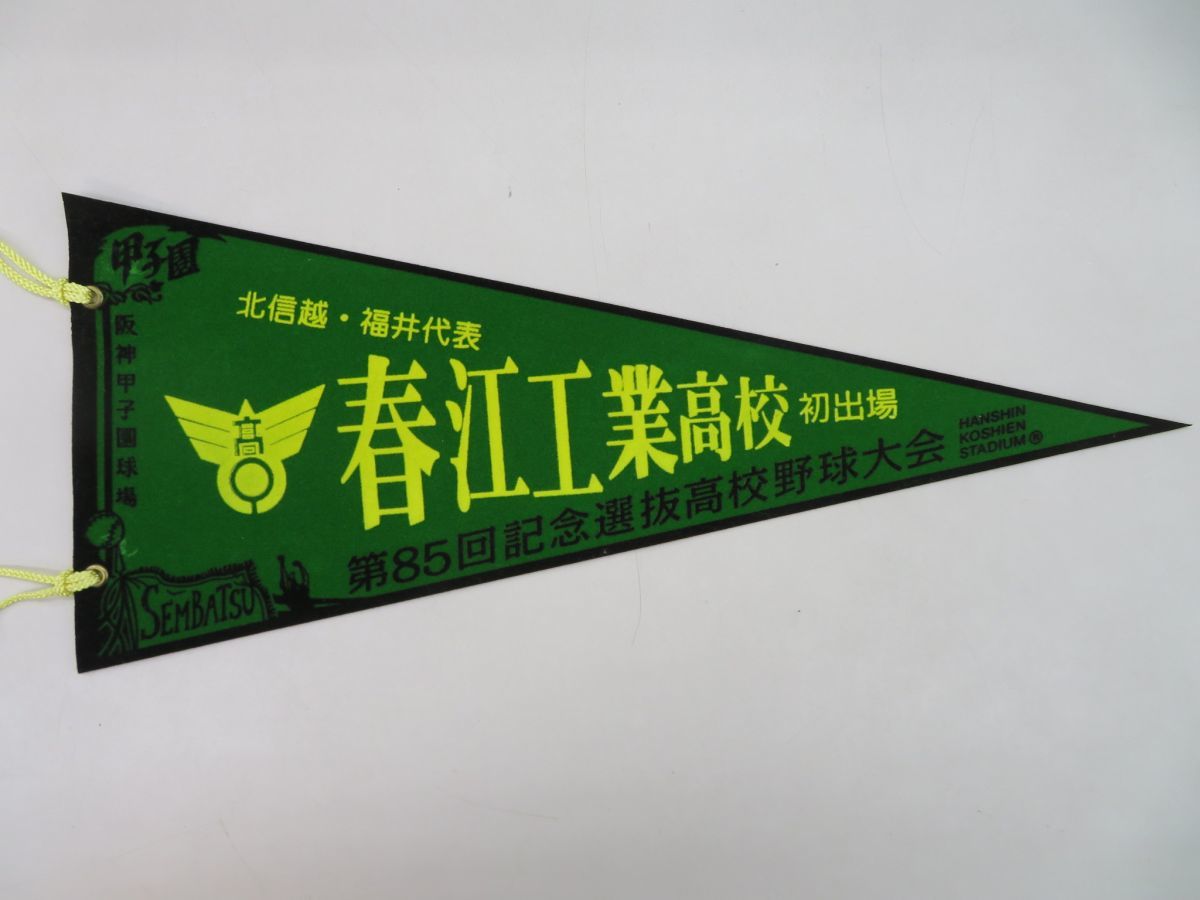 甲子園
阪神甲子園球場
SEMBATSU
北信越・福井代表
春江工業高校 初出場
第85回記念選抜高校野球大会
HANSHIN
KOSHIEN
STADIUM®